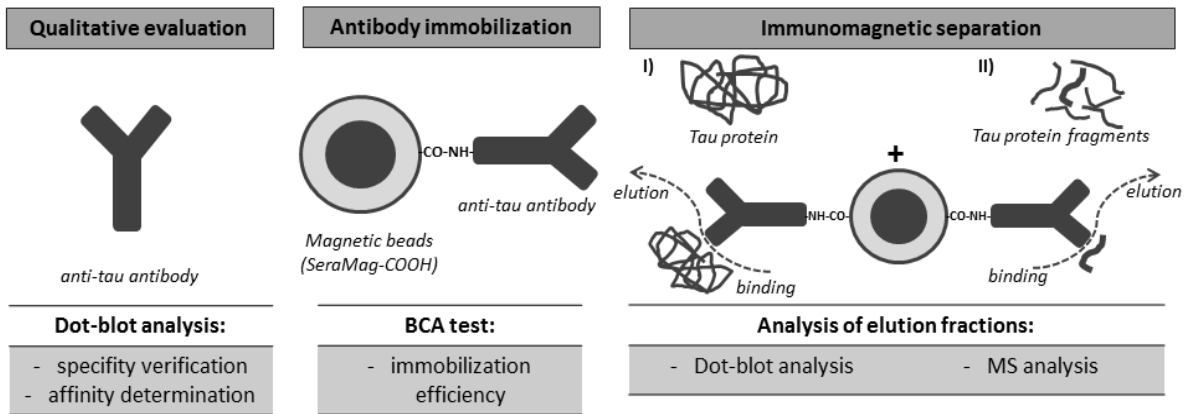 Qualitative evaluation
anti-tau antibody
Dot-blot analysis:
- specifity verification
- affinity determination
Antibody immobilization
-CO-NH-
anti-tau antibody
Magnetic beads
(SeraMag-COOH)
BCA test:
- immobilization
efficiency
Immunomagnetic separation
I)
Tau protein
II)
Tau protein fragments
+
elution
-NH-CO-
-CO-NH-
elution
binding
binding
Analysis of elution fractions:
- Dot-blot analysis
- MS analysis